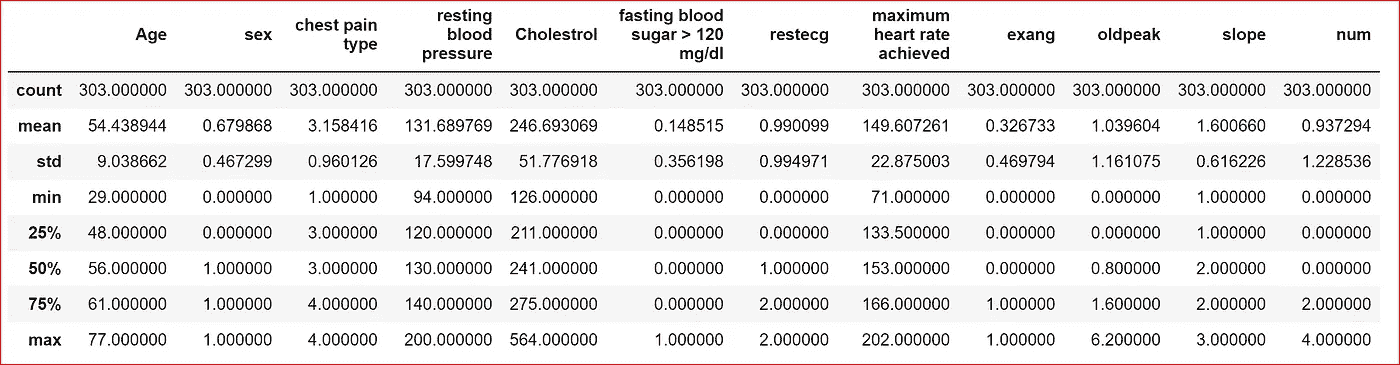 Age sex chest pain type resting blood pressure Cholestrol fasting blood sugar > 120 mg/dl restecg maximum heart rate achieved exang oldpeak slope num
count 303.000000 303.000000 303.000000 303.000000 303.000000 303.000000 303.000000 303.000000 303.000000 303.000000 303.000000 303.000000
mean 54.438944 0.679868 3.158416 131.689769 246.693069 0.148515 0.990099 149.607261 0.326733 1.039604 1.600660 0.937294
std 9.038662 0.467299 0.960126 17.599748 51.776918 0.356198 0.994971 22.875003 0.469794 1.161075 0.616226 1.228536
min 29.000000 0.000000 1.000000 94.000000 126.000000 0.000000 0.000000 71.000000 0.000000 0.000000 1.000000 0.000000
25% 48.000000 0.000000 3.000000 120.000000 211.000000 0.000000 0.000000 133.500000 0.000000 0.000000 1.000000 0.000000
50% 56.000000 1.000000 3.000000 130.000000 241.000000 0.000000 1.000000 153.000000 0.000000 0.800000 2.000000 0.000000
75% 61.000000 1.000000 4.000000 140.000000 275.000000 0.000000 2.000000 166.000000 1.000000 1.600000 2.000000 2.000000
max 77.000000 1.000000 4.000000 200.000000 564.000000 1.000000 2.000000 202.000000 1.000000 6.200000 3.000000 4.000000